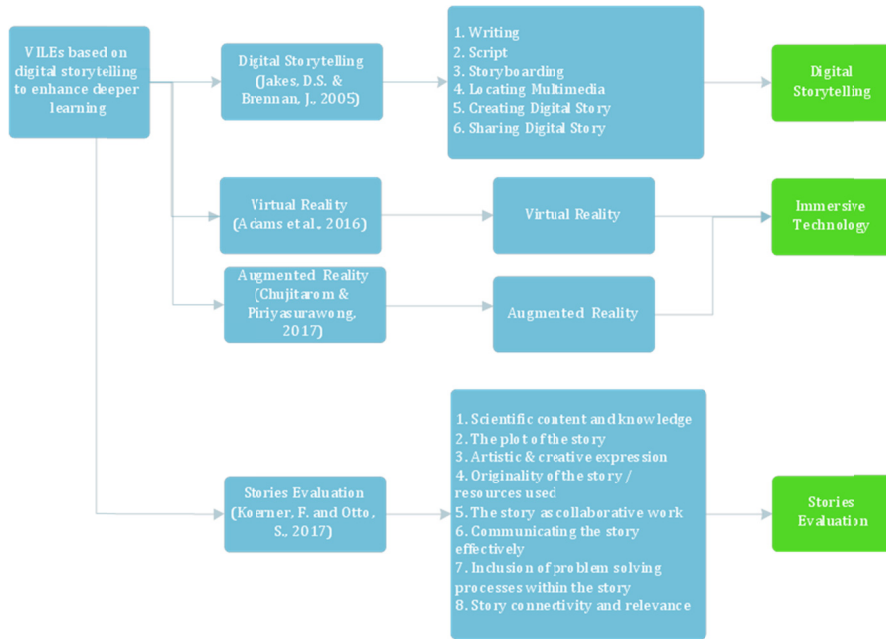 VILEs based on
digital storytelling
to enhance deeper
learning
Digital Storytelling
(Jakes, D.S. &
Brennan, J., 2005)
1. Writing
2. Script
3. Storyboarding
4. Locating Multimedia
5. Creating Digital Story
6. Sharing Digital Story
Digital
Storytelling
Virtual Reality
(Adams et al., 2016)
Virtual Reality
Immersive
Technology
Augmented Reality
(Chujitarom &
Piriyasurawong,
2017)
Augmented Reality
Stories Evaluation
(Koerner, F. and Otto,
S., 2017)
1. Scientific content and knowledge
2. The plot of the story
3. Artistic & creative expression
4. Originality of the story /
resources used
5. The story as collaborative work
6. Communicating the story
effectively
7. Inclusion of problem solving
processes within the story
8. Story connectivity and relevance
Stories
Evaluation